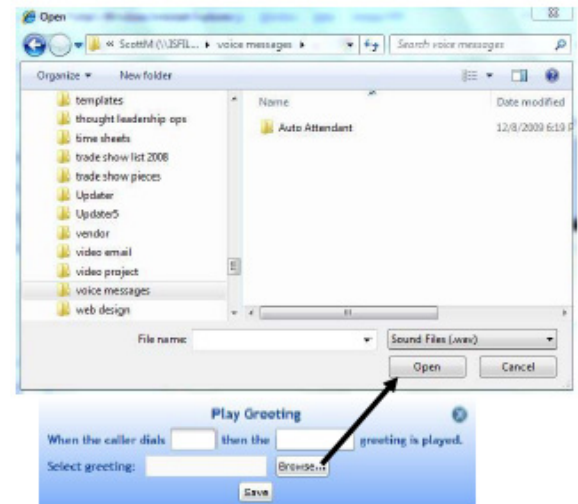 Open
« ScottM (\\JSFIL... ▸ voice messages ▸ Search voice messages
Organize New folder
Name Date modified
templates
thought leadership ops
Auto Attendant 12/8/2009 6:19 P
time sheets
trade show list 2008
trade show pieces
Updater
Updater5
vendor
video email
video project
voice messages
web design
File name: Sound Files (.wav)
Open Cancel
Play Greeting
When the caller dials then the greeting is played.
Select greeting: Browse...
Save